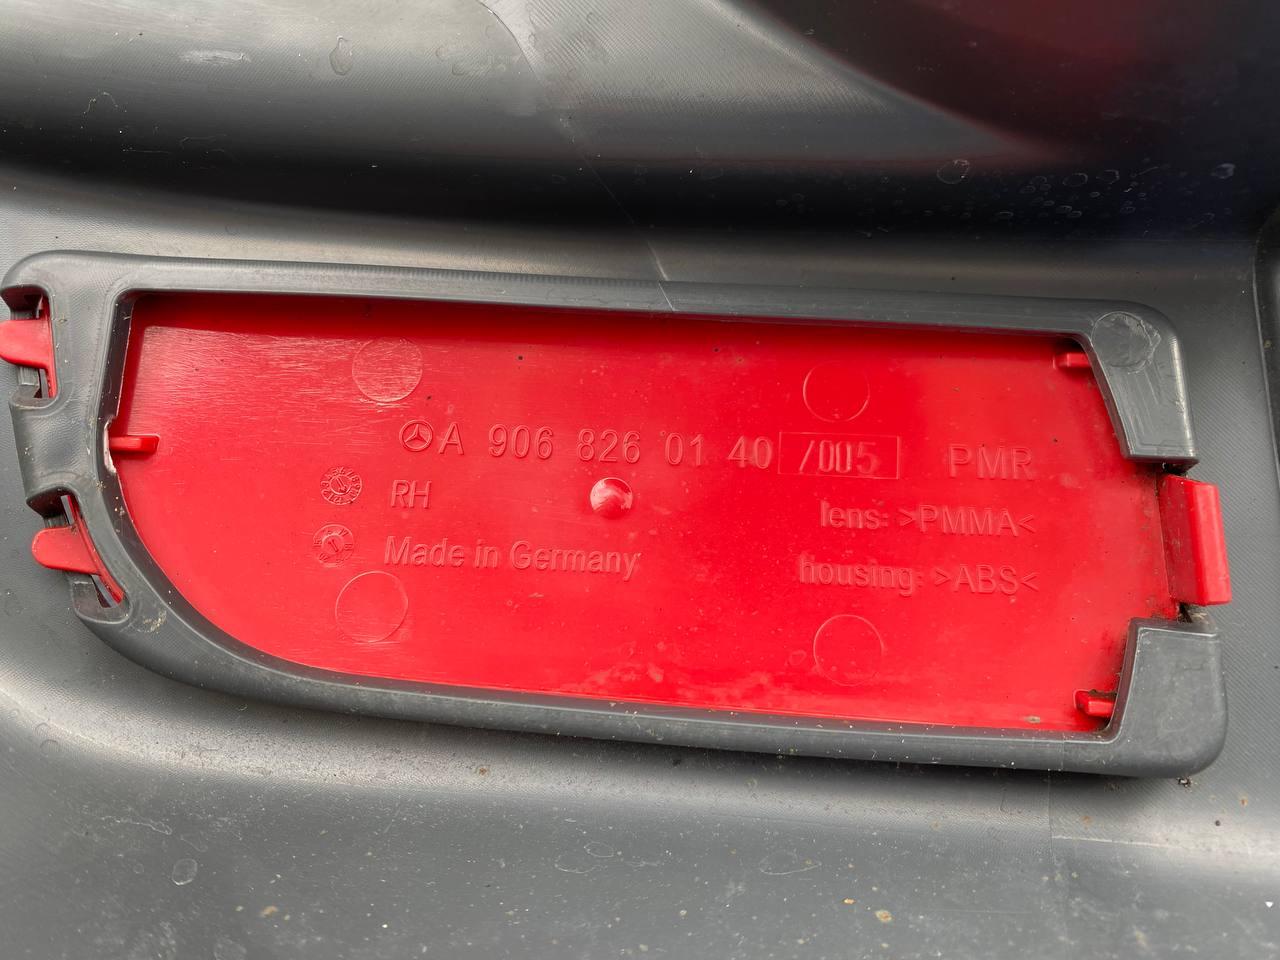 A 906 826 01 40 /005 PMR
RH
lens: >PMMA<
Made in Germany
housing: >ABS<